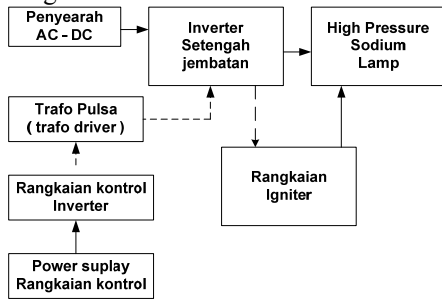 Penyearah
AC – DC
Inverter
Setengah
jembatan
High Pressure
Sodium
Lamp
Trafo Pulsa
( trafo driver )
Rangkaian
Igniter
Rangkaian kontrol
Inverter
Power suplay
Rangkaian kontrol